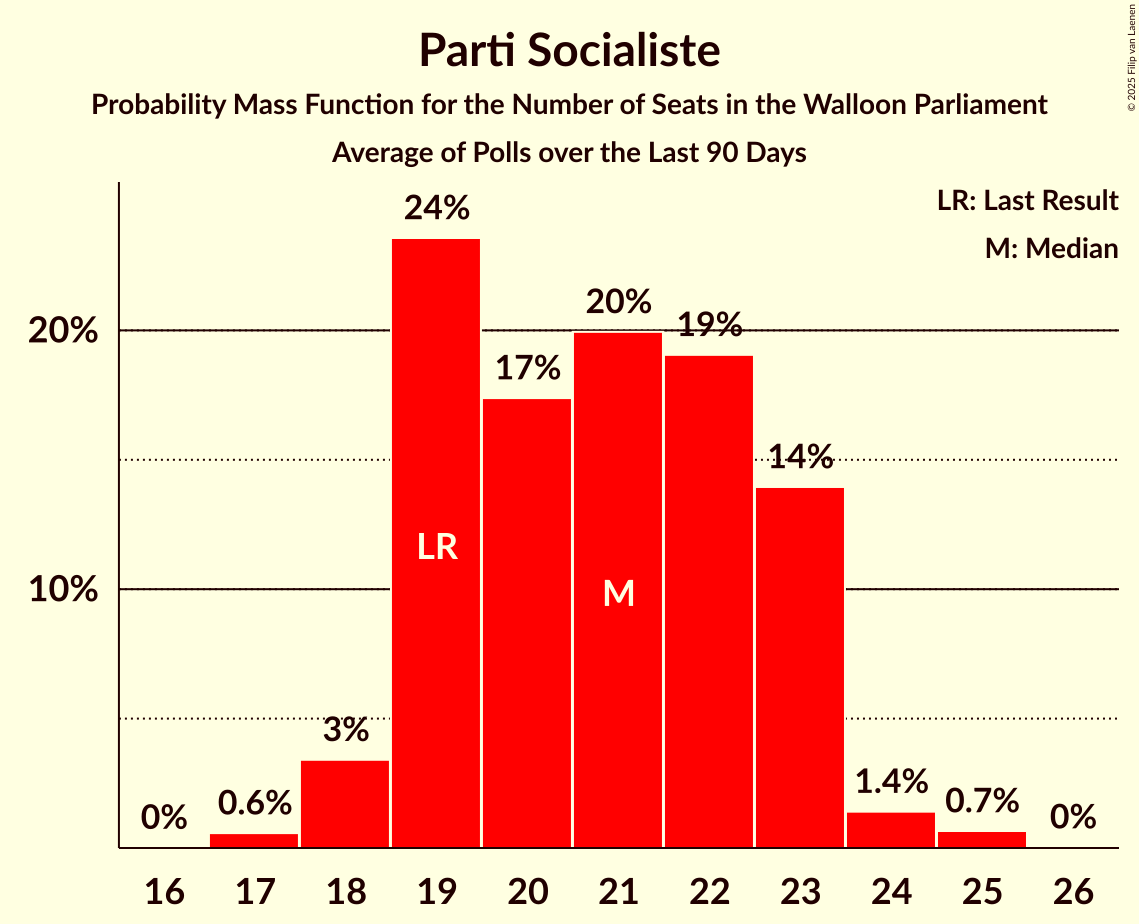 Parti Socialiste
Probability Mass Function for the Number of Seats in the Walloon Parliament
Average of Polls over the Last 90 Days
© 2025 Filip van Laenen
LR: Last Result
M: Median
20%
10%
0%
0.6%
3%
24%
17%
20%
19%
14%
1.4%
0.7%
0%
LR
M
16 17 18 19 20 21 22 23 24 25 26